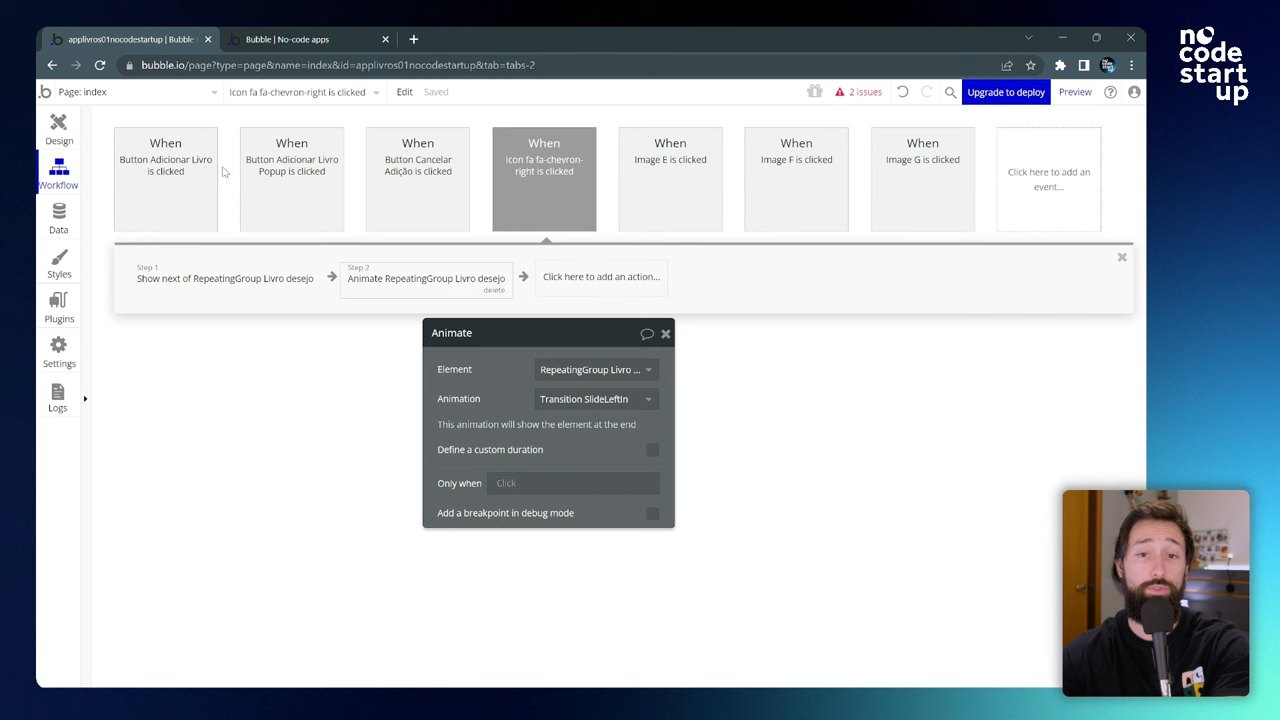 applivros01nocodestartup | Bubble
Bubble | No-code apps
bubble.io/page?type=page&name=index&id=applivros01nocodestartup&tab=tabs-2
no
code
start
up
Page: index
Icon fa fa-chevron-right is clicked
Edit
Saved
2 issues
Upgrade to deploy
Preview
Design
Workflow
Data
Styles
Plugins
Settings
Logs
When
Button Adicionar Livro
is clicked
When
Button Adicionar Livro
Popup is clicked
When
Button Cancelar
Adição is clicked
When
Icon fa fa-chevron-
right is clicked
When
Image E is clicked
When
Image F is clicked
When
Image G is clicked
Click here to add an
event...
Step 1
Show next of RepeatingGroup Livro desejo
Step 2
Animate RepeatingGroup Livro desejo
delete
Click here to add an action...
Animate
Element
RepeatingGroup Livro ...
Animation
Transition SlideLeftIn
This animation will show the element at the end
Define a custom duration
Only when
Click
Add a breakpoint in debug mode